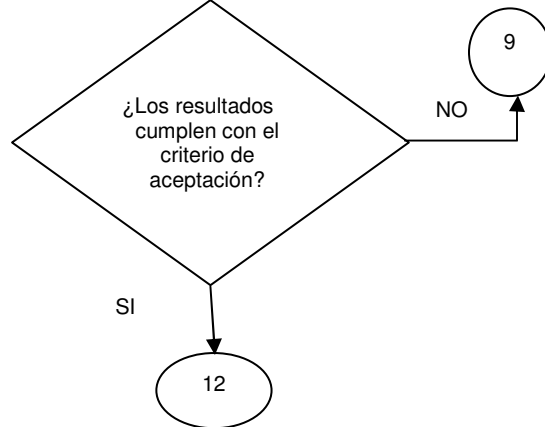 9
¿Los resultados
cumplen con el
criterio de
aceptación?
NO
SI
12